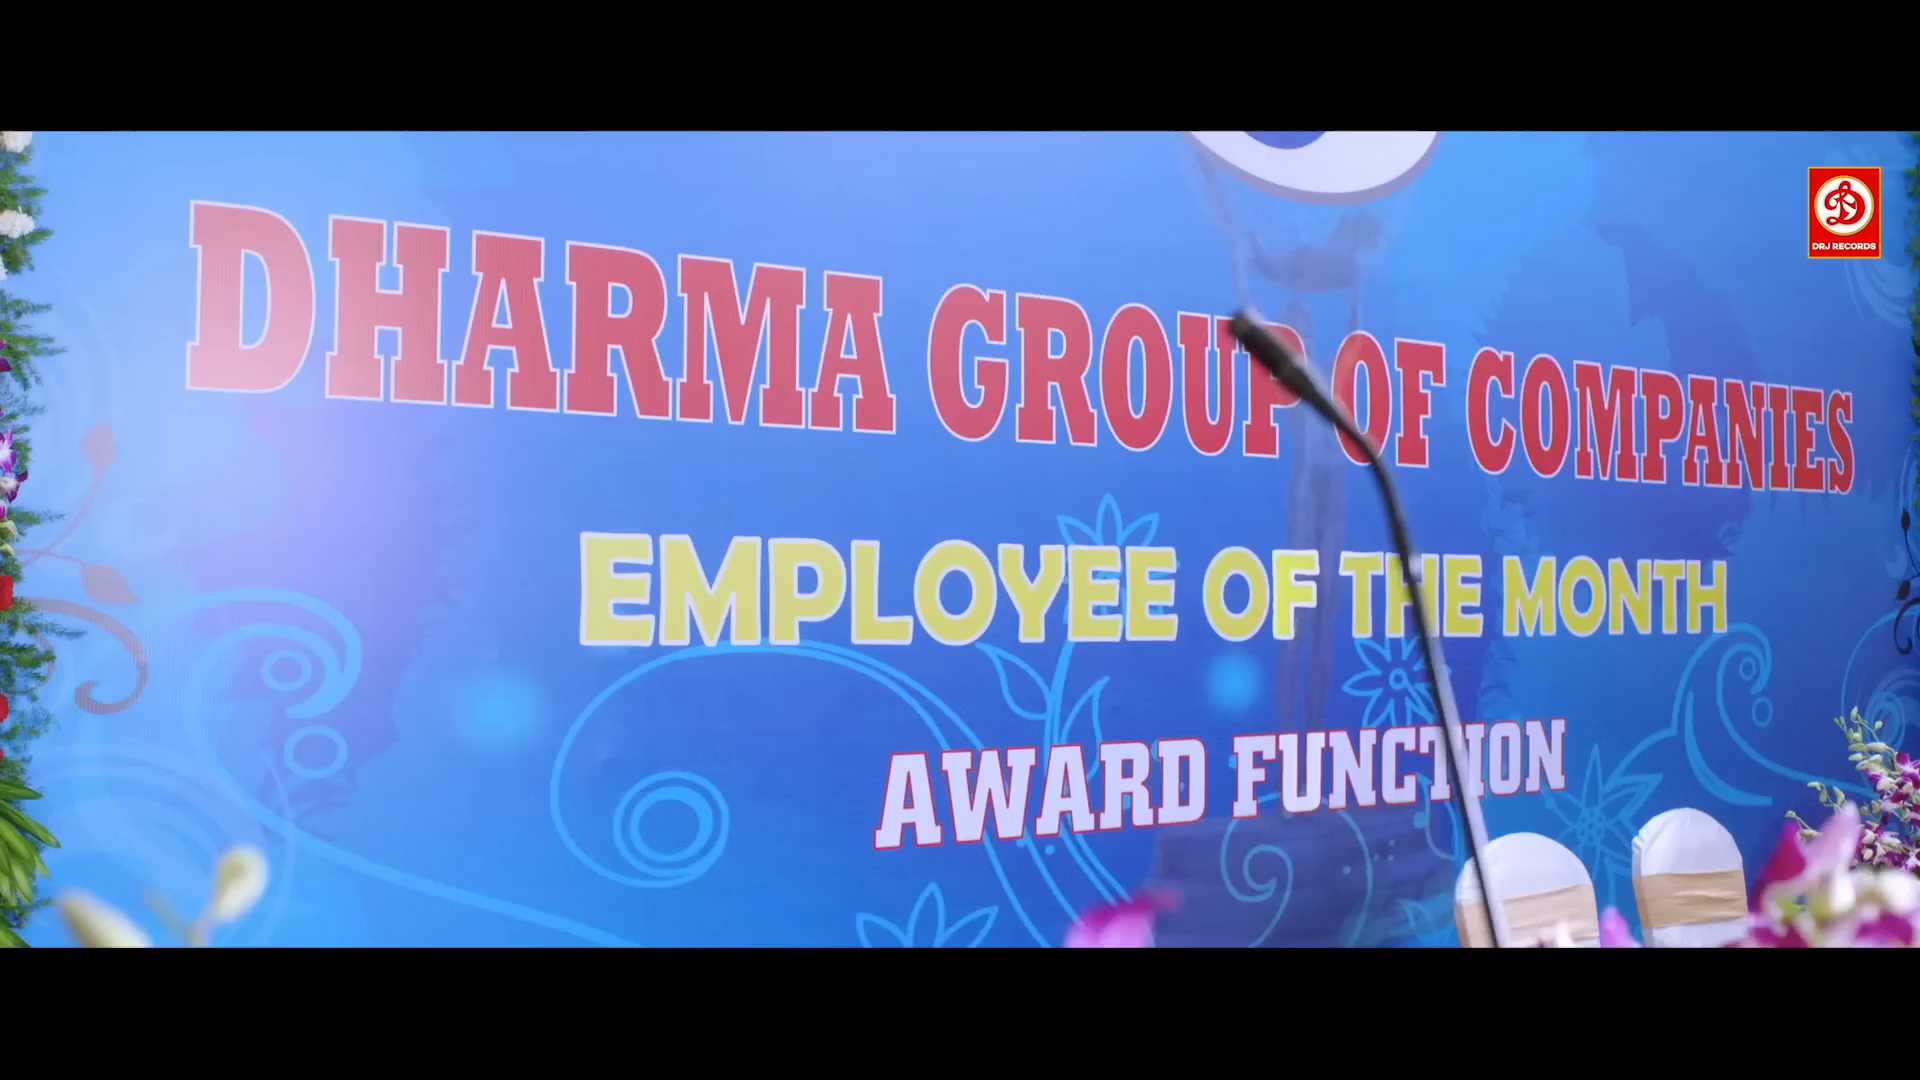 DHARMA GROUP OF COMPANIES
EMPLOYEE OF THE MONTH
AWARD FUNCTION
DRJ RECORDS